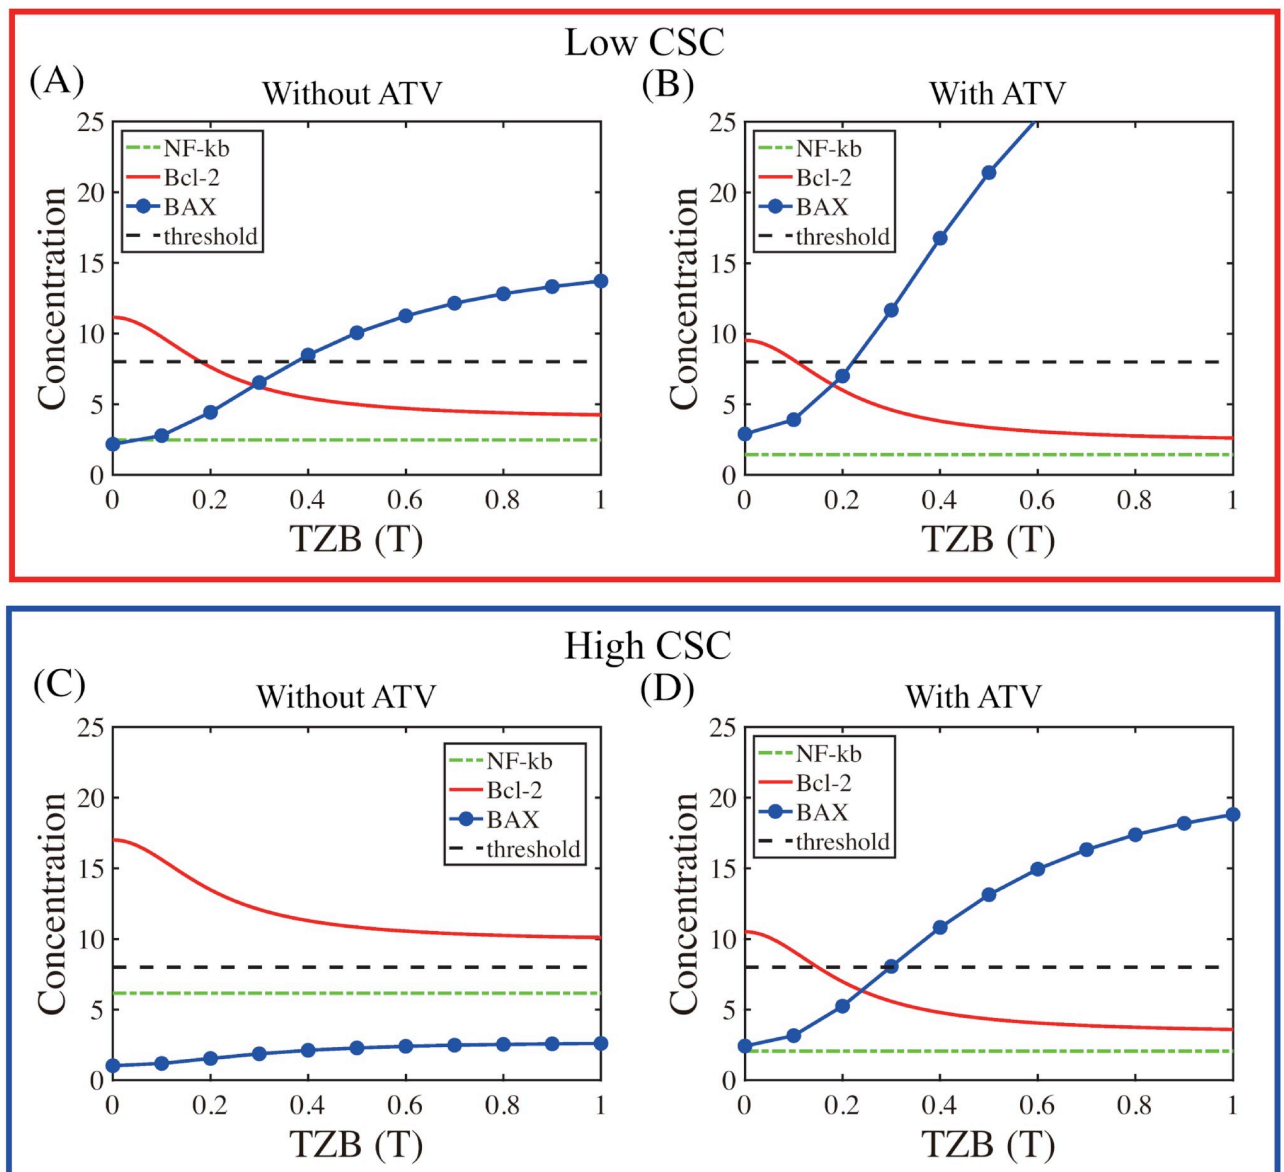 Low CSC
(A)
Without ATV
25
20
15
10
5
0
Concentration
NF-kb
Bcl-2
BAX
threshold
0 0.2 0.4 0.6 0.8 1
TZB (T)
(B)
With ATV
25
20
15
10
5
0
Concentration
NF-kb
Bcl-2
BAX
threshold
0 0.2 0.4 0.6 0.8 1
TZB (T)
High CSC
(C)
Without ATV
25
20
15
10
5
0
Concentration
NF-kb
Bcl-2
BAX
threshold
0 0.2 0.4 0.6 0.8 1
TZB (T)
(D)
With ATV
25
20
15
10
5
0
Concentration
NF-kb
Bcl-2
BAX
threshold
0 0.2 0.4 0.6 0.8 1
TZB (T)